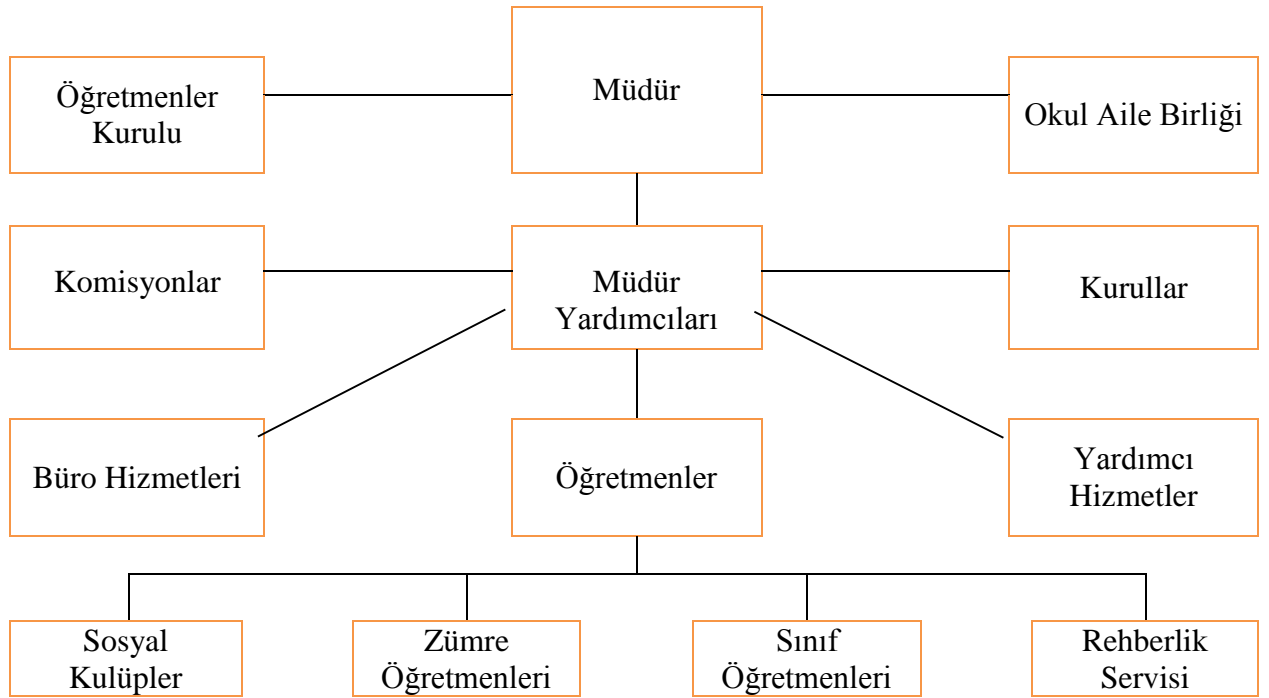 Öğretmenler
Kurulu
Müdür
Okul Aile Birliği
Komisyonlar
Müdür
Yardımcıları
Kurullar
Büro Hizmetleri
Öğretmenler
Yardımcı
Hizmetler
Sosyal
Kulüpler
Zümre
Öğretmenleri
Sınıf
Öğretmenleri
Rehberlik
Servisi